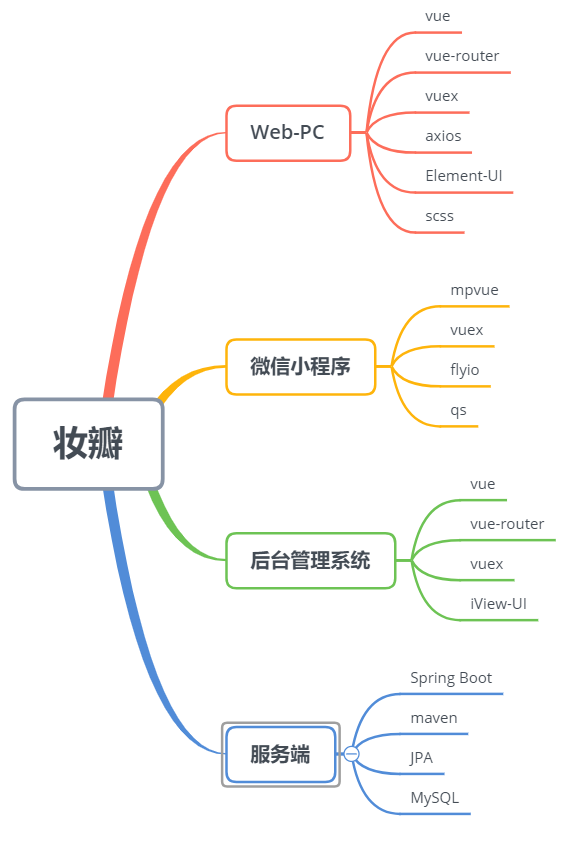 妆瓣
Web-PC
vue
vue-router
vuex
axios
Element-UI
scss
微信小程序
mpvue
vuex
flyio
qs
后台管理系统
vue
vue-router
vuex
iView-UI
服务端
Spring Boot
maven
JPA
MySQL